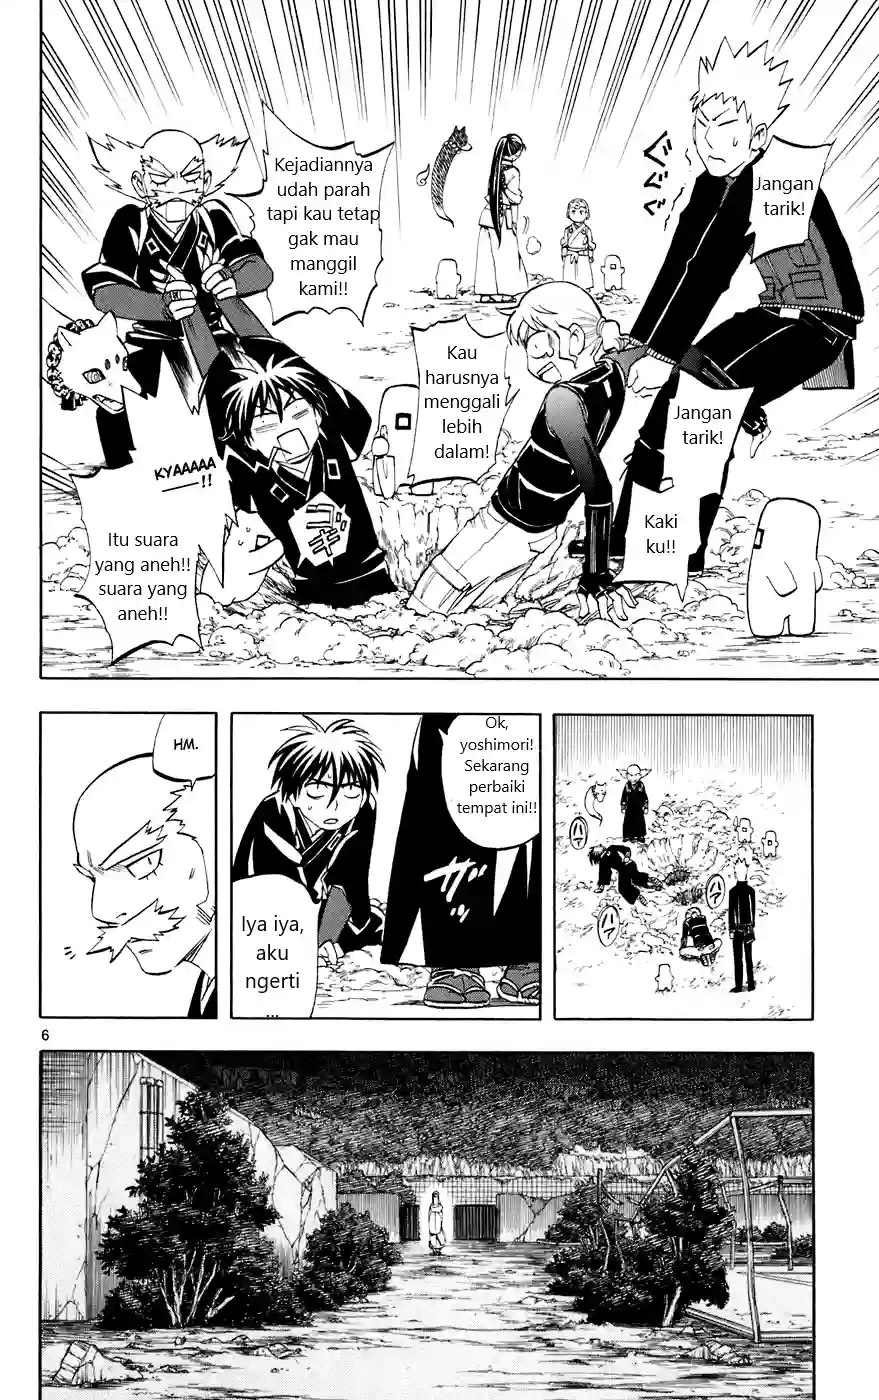 Kejadiannya
udah parah
tapi kau tetap
gak mau
manggil
kami!!
Jangan
tarik!
Kau
harusnya
menggali
lebih
dalam!
Jangan
tarik!
Kaki
ku!!
KYAAAAA
——!!
Itu suara
yang aneh!!
suara yang
aneh!!
HM.
Ok,
yoshimori!
Sekarang
perbaiki
tempat ini!!
Iya iya,
aku
ngerti
...
6